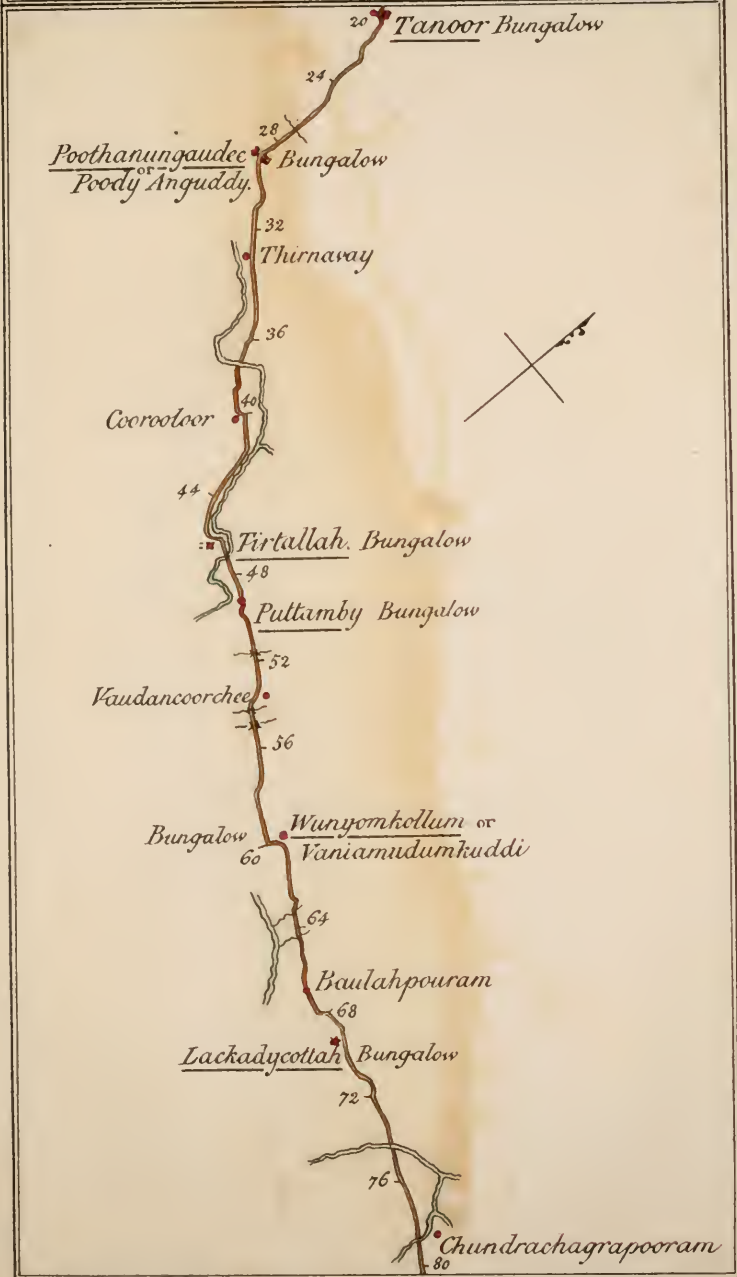 20 Tanoor Bungalow
24
28
Poothanungaudee Bungalow
or
Poody Anguddy.
32
Thirnavay
36
40
Coorooloor
44
Tirtallah. Bungalow
48
Puttamby Bungalow
52
Vaudancoorchee
56
Bungalow Wunyomkollum or
60 Vaniamudumkuddi
64
Baulahpouram
68
Lackadycottah Bungalow
72
76
Chundrachagrapooram
80